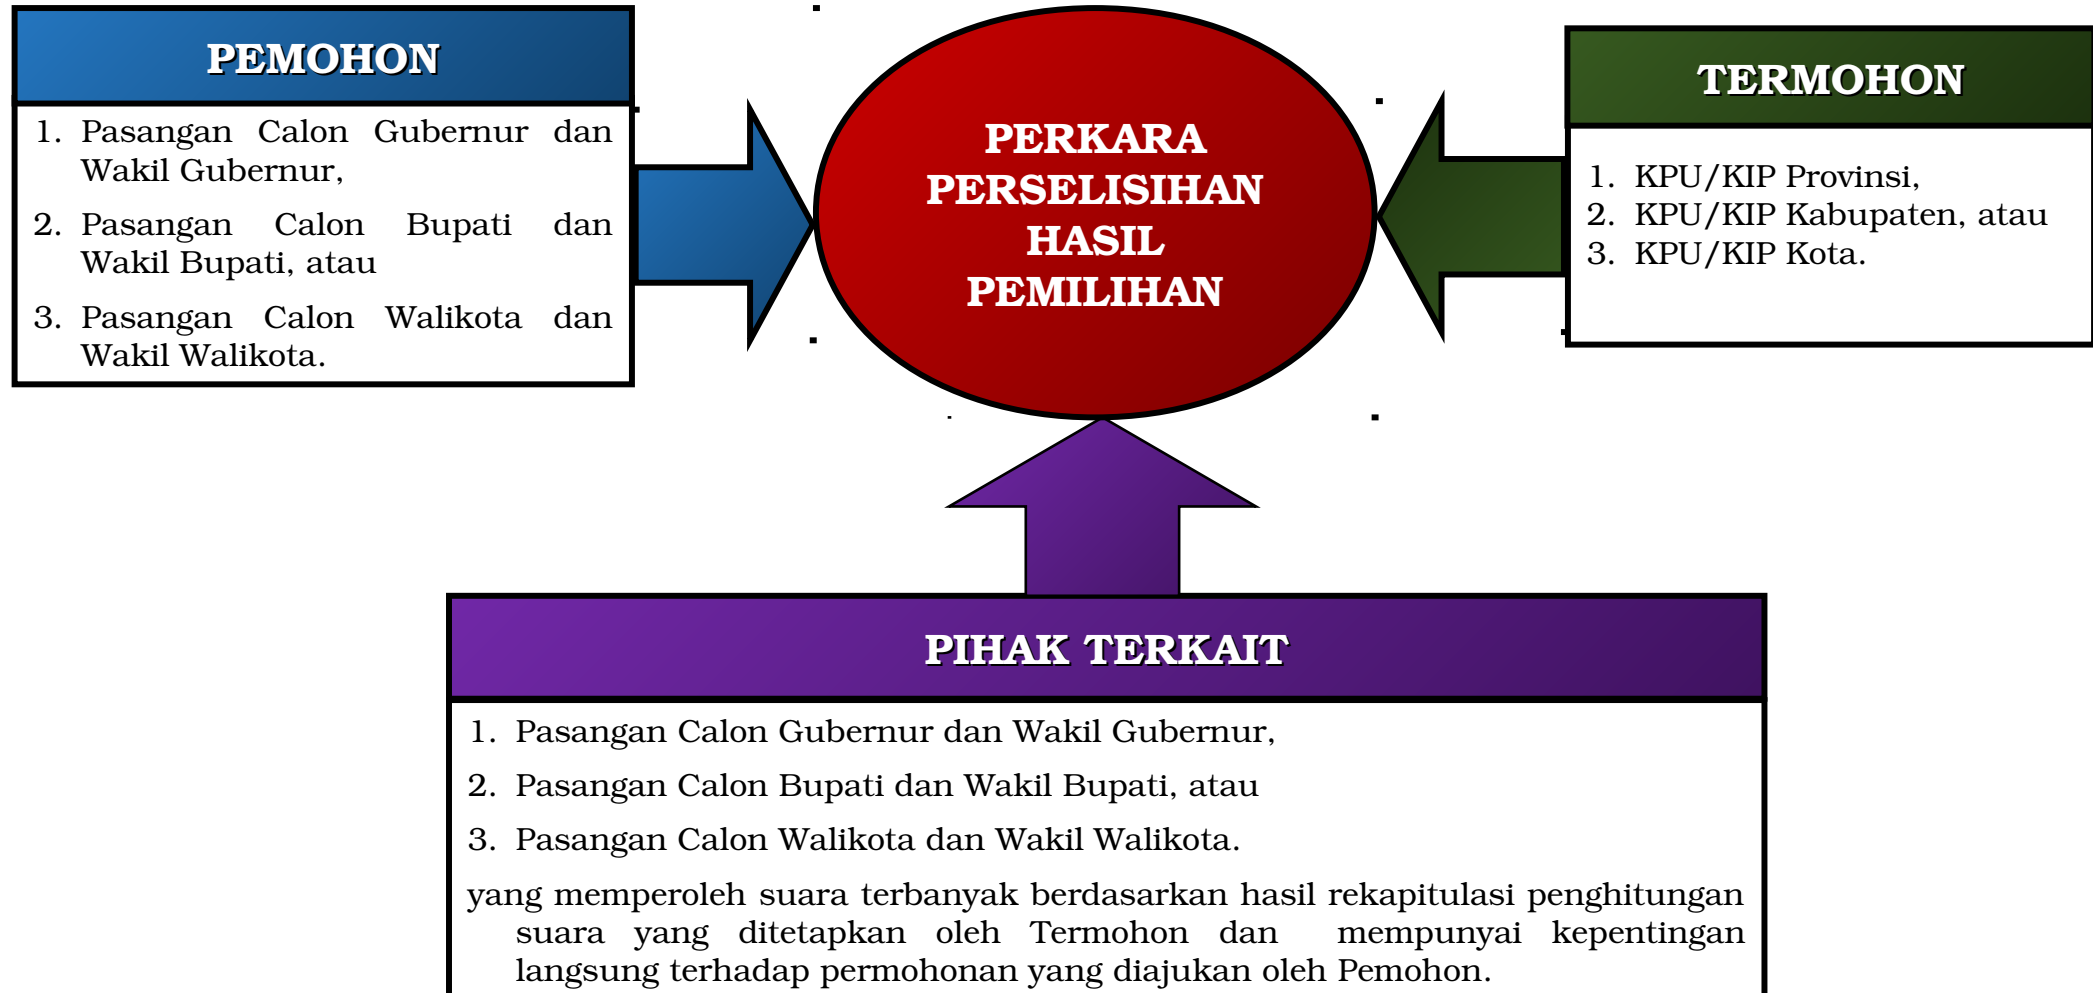 PEMOHON
1. Pasangan Calon Gubernur dan
Wakil Gubernur,
2. Pasangan Calon Bupati dan
Wakil Bupati, atau
3. Pasangan Calon Walikota dan
Wakil Walikota.
PERKARA
PERSELISIHAN
HASIL
PEMILIHAN
TERMOHON
1. KPU/KIP Provinsi,
2. KPU/KIP Kabupaten, atau
3. KPU/KIP Kota.
PIHAK TERKAIT
1. Pasangan Calon Gubernur dan Wakil Gubernur,
2. Pasangan Calon Bupati dan Wakil Bupati, atau
3. Pasangan Calon Walikota dan Wakil Walikota.
yang memperoleh suara terbanyak berdasarkan hasil rekapitulasi penghitungan
suara yang ditetapkan oleh Termohon dan mempunyai kepentingan
langsung terhadap permohonan yang diajukan oleh Pemohon.